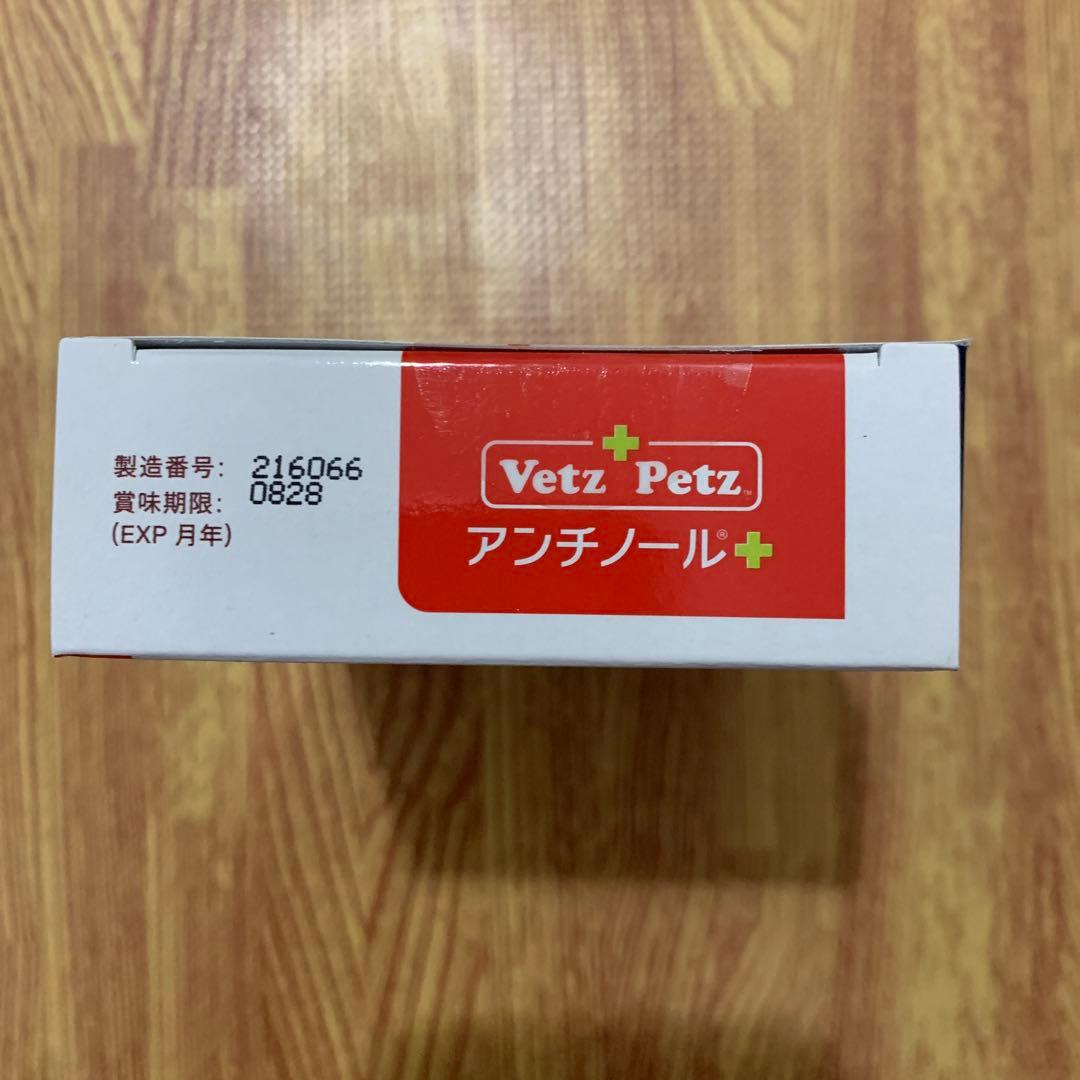 製造番号: 216066
賞味期限: 0828
(EXP 月年)
Vetz Petz™
アンチノール®